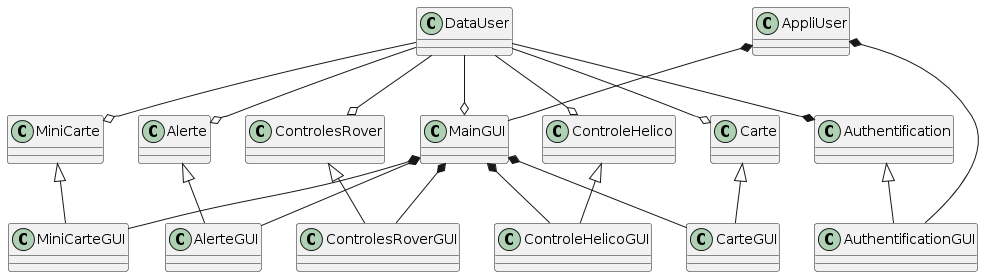 C DataUser
C AppliUser
C MiniCarte
C Alerte
C ControlesRover
C MainGUI
C ControleHelico
C Carte
C Authentification
C MiniCarteGUI
C AlerteGUI
C ControlesRoverGUI
C ControleHelicoGUI
C CarteGUI
C AuthentificationGUI